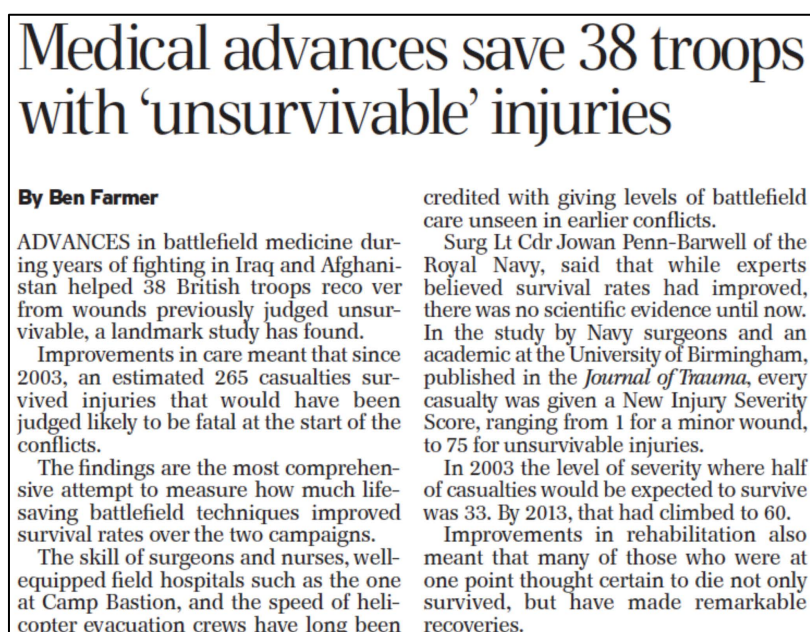 Medical advances save 38 troops
with ‘unsurvivable’ injuries
By Ben Farmer
ADVANCES in battlefield medicine dur-
ing years of fighting in Iraq and Afghani-
stan helped 38 British troops reco ver
from wounds previously judged unsur-
vivable, a landmark study has found.
Improvements in care meant that since
2003, an estimated 265 casualties sur-
vived injuries that would have been
judged likely to be fatal at the start of the
conflicts.
The findings are the most comprehen-
sive attempt to measure how much life-
saving battlefield techniques improved
survival rates over the two campaigns.
The skill of surgeons and nurses, well-
equipped field hospitals such as the one
at Camp Bastion, and the speed of heli-
copter evacuation crews have long been
credited with giving levels of battlefield
care unseen in earlier conflicts.
Surg Lt Cdr Jowan Penn-Barwell of the
Royal Navy, said that while experts
believed survival rates had improved,
there was no scientific evidence until now.
In the study by Navy surgeons and an
academic at the University of Birmingham,
published in the Journal of Trauma, every
casualty was given a New Injury Severity
Score, ranging from 1 for a minor wound,
to 75 for unsurvivable injuries.
In 2003 the level of severity where half
of casualties would be expected to survive
was 33. By 2013, that had climbed to 60.
Improvements in rehabilitation also
meant that many of those who were at
one point thought certain to die not only
survived, but have made remarkable
recoveries.